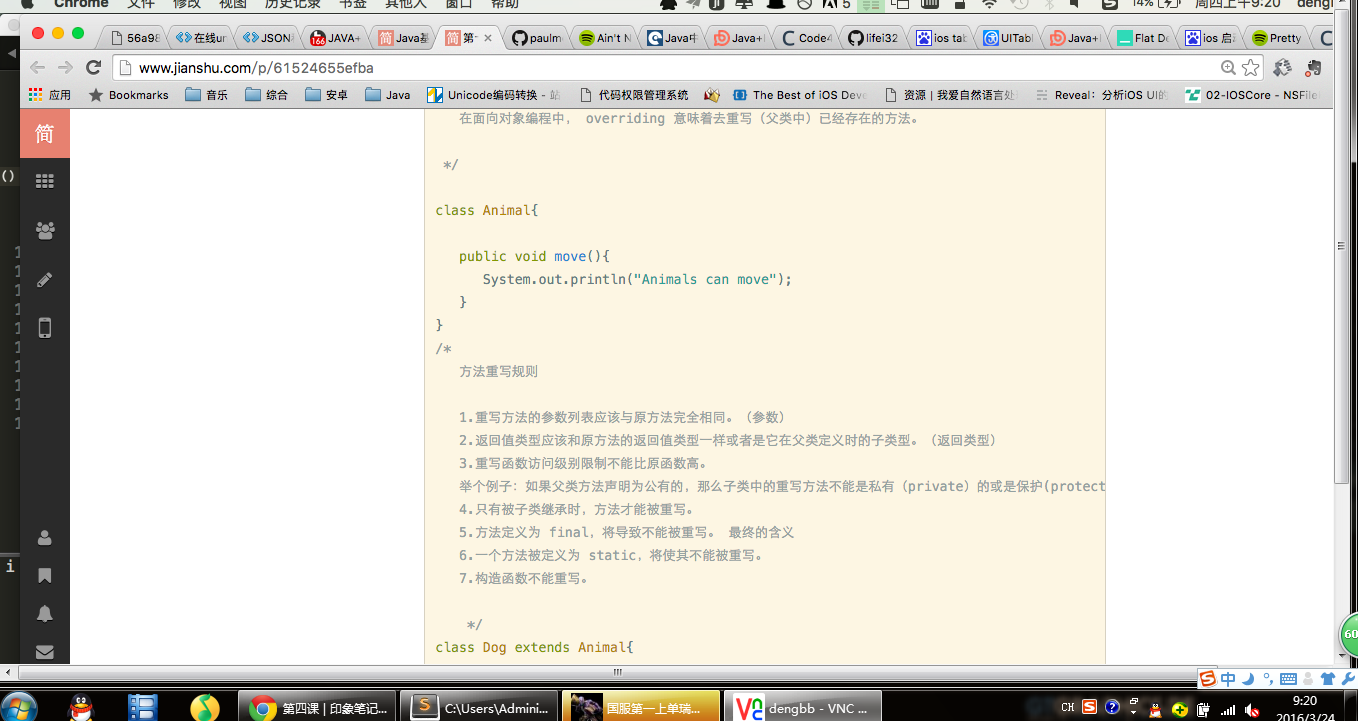 Chrome 文件 修改 视图 历史记录 书签 其他人 窗口 帮助 5 14% 周四上午9:20 dengl
56a98 在线ur JSON JAVA+ Java基 第 paulm Ain't N Java中 Java+ Code4 lifei32 ios tab UITabl Java+ Flat De ios 启 Pretty
www.jianshu.com/p/61524655efba
应用 Bookmarks 音乐 综合 安卓 Java Unicode编码转换 - 站 代码权限管理系统 The Best of iOS Deve 资源 | 我爱自然语言处 Reveal：分析iOS UI的 02-IOSCore - NSFile
简
在面向对象编程中， overriding 意味着去重写（父类中）已经存在的方法。
*/
()
class Animal{
public void move(){
System.out.println("Animals can move");
}
}
/*
方法重写规则
1.重写方法的参数列表应该与原方法完全相同。（参数）
2.返回值类型应该和原方法的返回值类型一样或者是它在父类定义时的子类型。（返回类型）
3.重写函数访问级别限制不能比原函数高。
举个例子：如果父类方法声明为公有的，那么子类中的重写方法不能是私有（private）的或是保护(protect
4.只有被子类继承时，方法才能被重写。
5.方法定义为 final，将导致不能被重写。 最终的含义
6.一个方法被定义为 static，将使其不能被重写。
7.构造函数不能重写。
*/
class Dog extends Animal{
i
60
中
第四课 | 印象笔记... C:\Users\Admini... 国服第一上单瑞... dengbb - VNC ... CH 9:20
2016/3/24